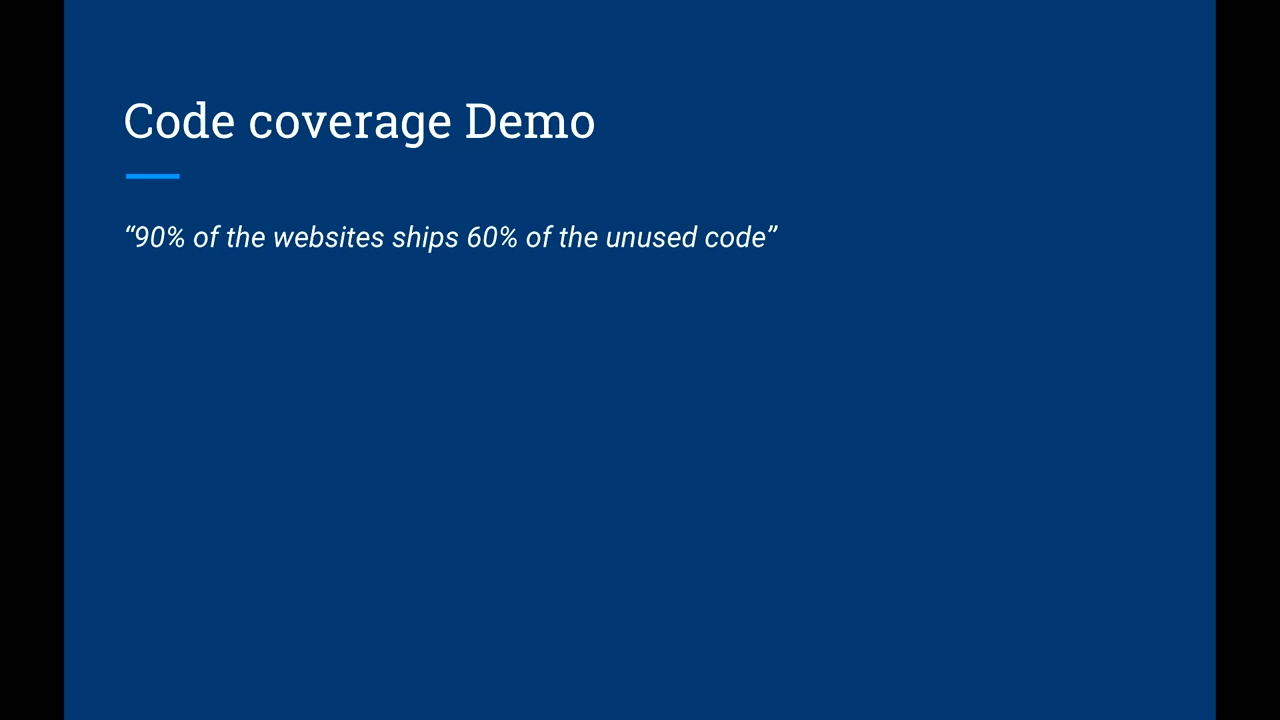 Code coverage Demo
“90% of the websites ships 60% of the unused code”